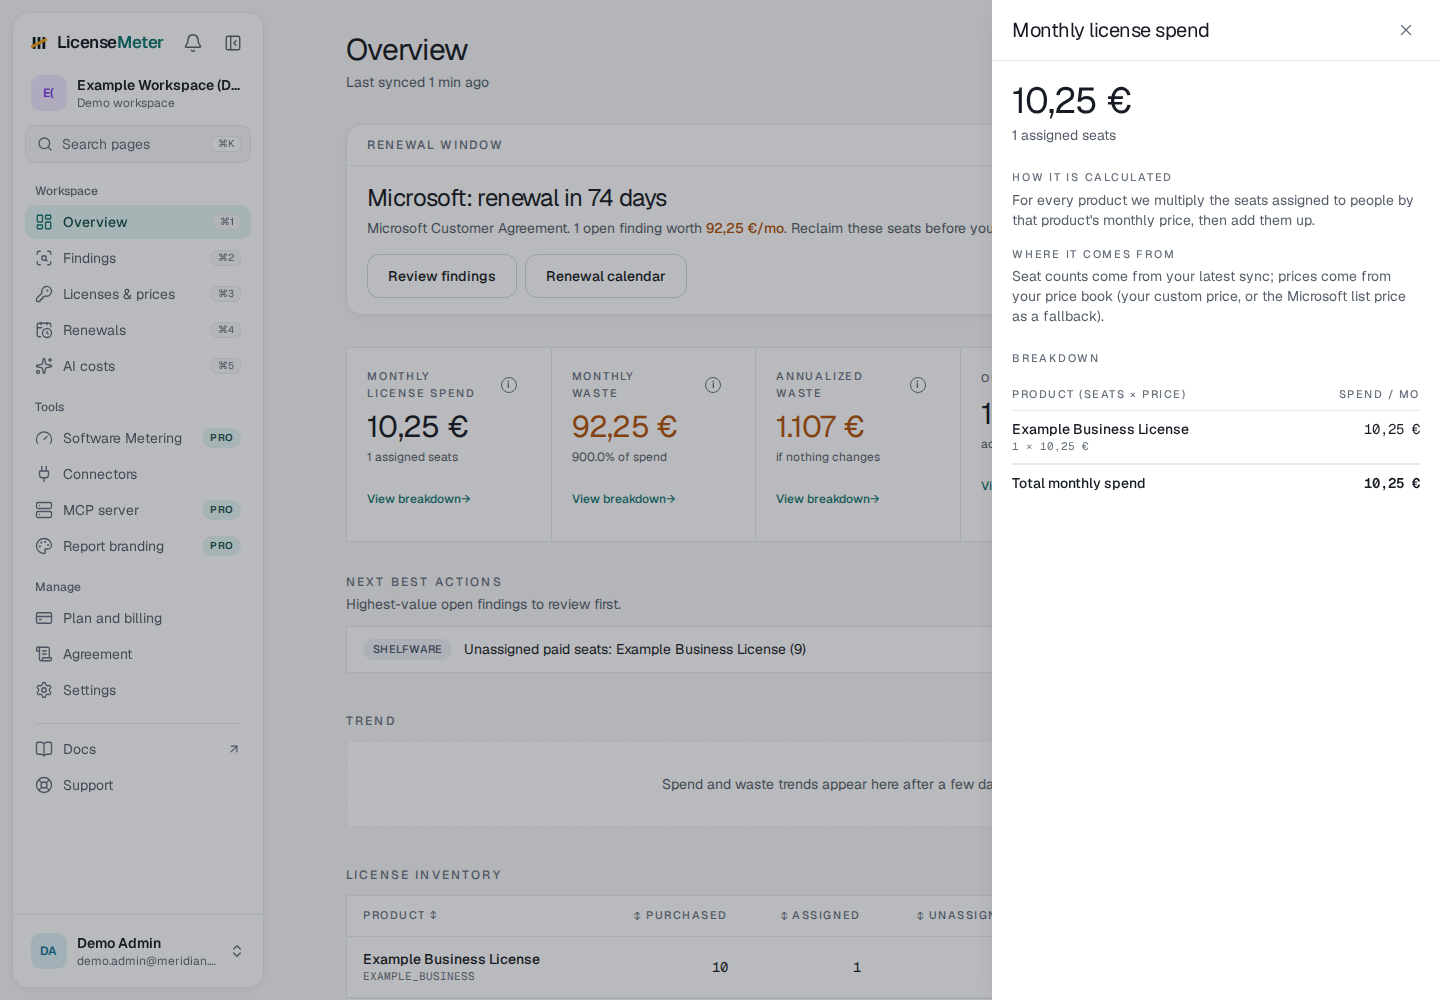 LicenseMeter
E(
Example Workspace (D...
Demo workspace
Search pages
⌘K
Workspace
Overview
⌘1
Findings
⌘2
Licenses & prices
⌘3
Renewals
⌘4
AI costs
⌘5
Tools
Software Metering
PRO
Connectors
MCP server
PRO
Report branding
PRO
Manage
Plan and billing
Agreement
Settings
Docs
Support
DA
Demo Admin
demo.admin@meridian....
Overview
Last synced 1 min ago
RENEWAL WINDOW
Microsoft: renewal in 74 days
Microsoft Customer Agreement. 1 open finding worth 92,25 €/mo. Reclaim these seats before you
Review findings
Renewal calendar
MONTHLY
LICENSE SPEND
10,25 €
1 assigned seats
View breakdown→
MONTHLY
WASTE
92,25 €
900.0% of spend
View breakdown→
ANNUALIZED
WASTE
1.107 €
if nothing changes
View breakdown→
NEXT BEST ACTIONS
Highest-value open findings to review first.
SHELFWARE
Unassigned paid seats: Example Business License (9)
TREND
Spend and waste trends appear here after a few
LICENSE INVENTORY
PRODUCT ⇕
⇕ PURCHASED
⇕ ASSIGNED
Example Business License
EXAMPLE_BUSINESS
10
1
Monthly license spend
10,25 €
1 assigned seats
HOW IT IS CALCULATED
For every product we multiply the seats assigned to people by
that product's monthly price, then add them up.
WHERE IT COMES FROM
Seat counts come from your latest sync; prices come from
your price book (your custom price, or the Microsoft list price
as a fallback).
BREAKDOWN
PRODUCT (SEATS × PRICE)
SPEND / MO
Example Business License
10,25 €
1 × 10,25 €
Total monthly spend
10,25 €